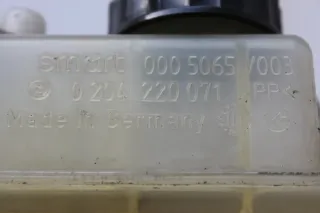 smart 000 5065 V003
0 204 220 071 >PP<
Made in Germany